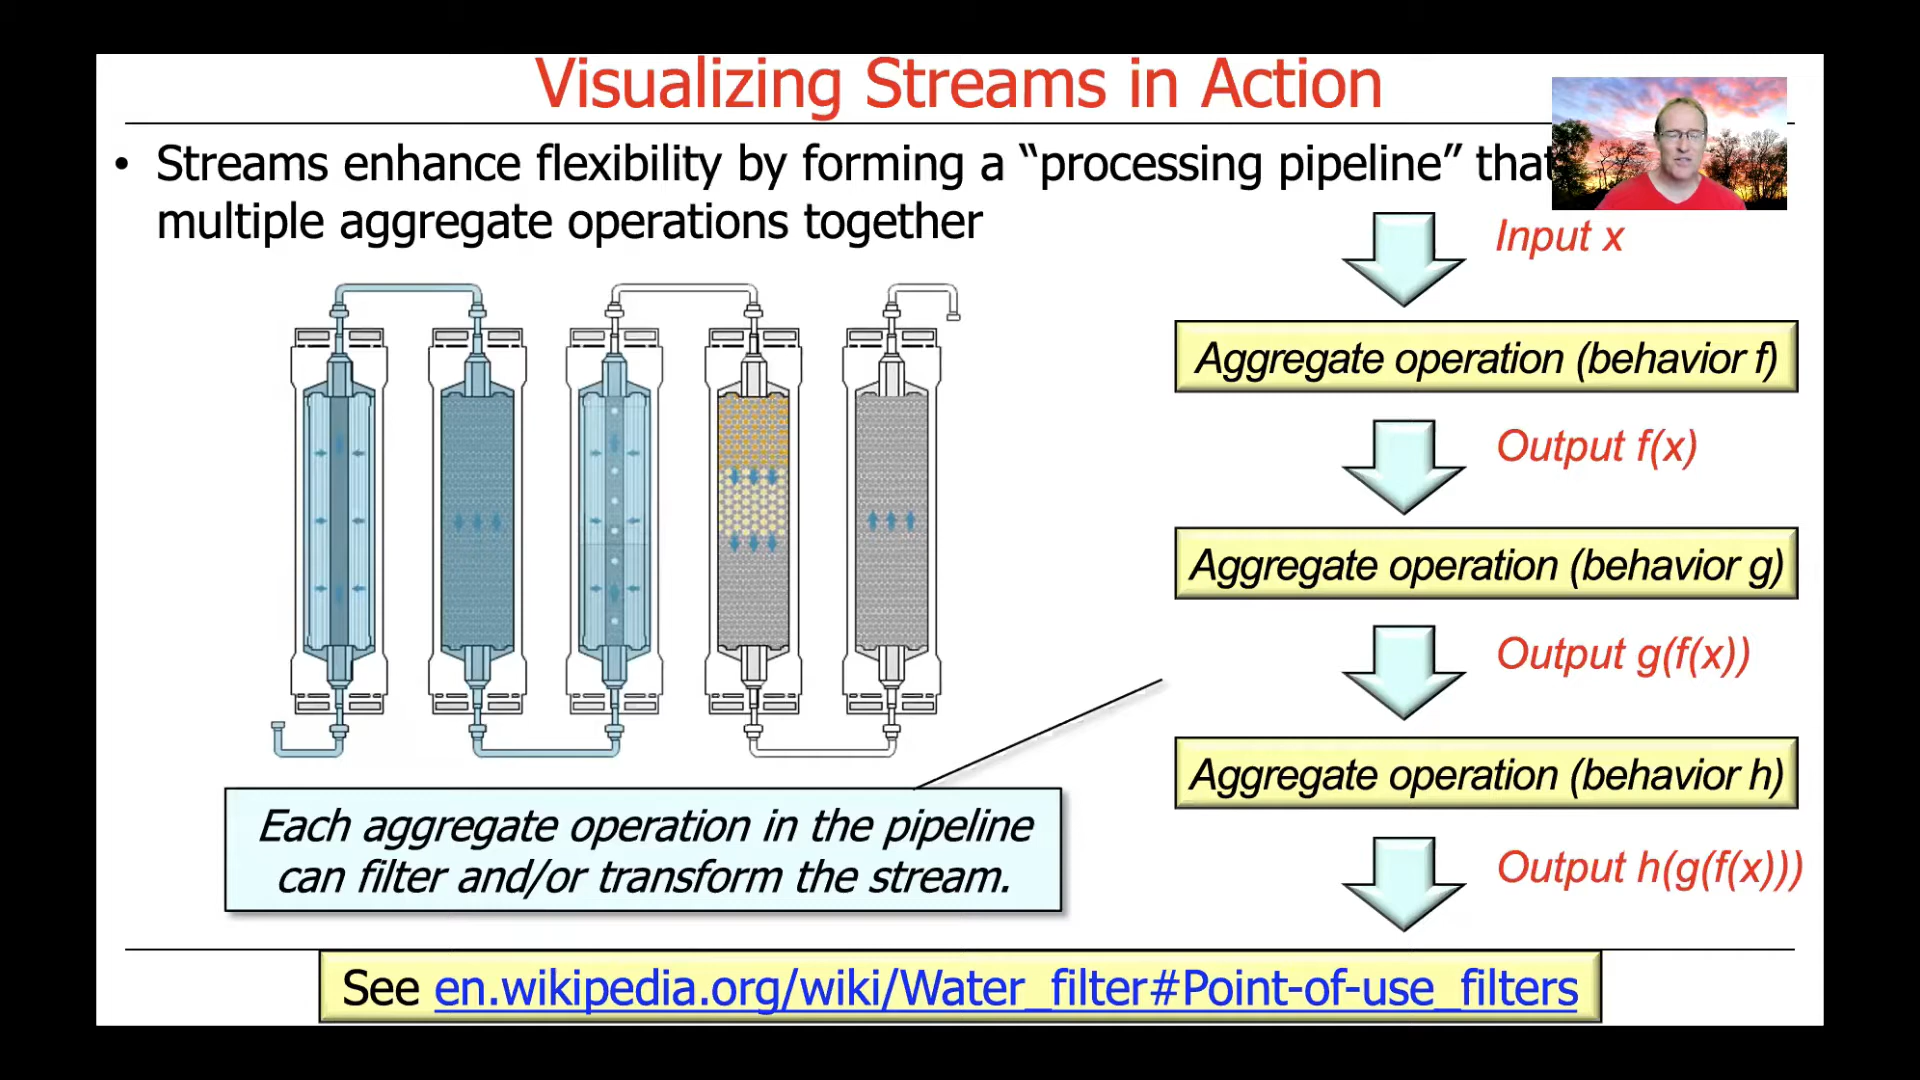 Visualizing Streams in Action
• Streams enhance flexibility by forming a “processing pipeline” that
multiple aggregate operations together
Input x
Aggregate operation (behavior f)
Output f(x)
Aggregate operation (behavior g)
Output g(f(x))
Aggregate operation (behavior h)
Output h(g(f(x)))
Each aggregate operation in the pipeline
can filter and/or transform the stream.
See en.wikipedia.org/wiki/Water_filter#Point-of-use_filters